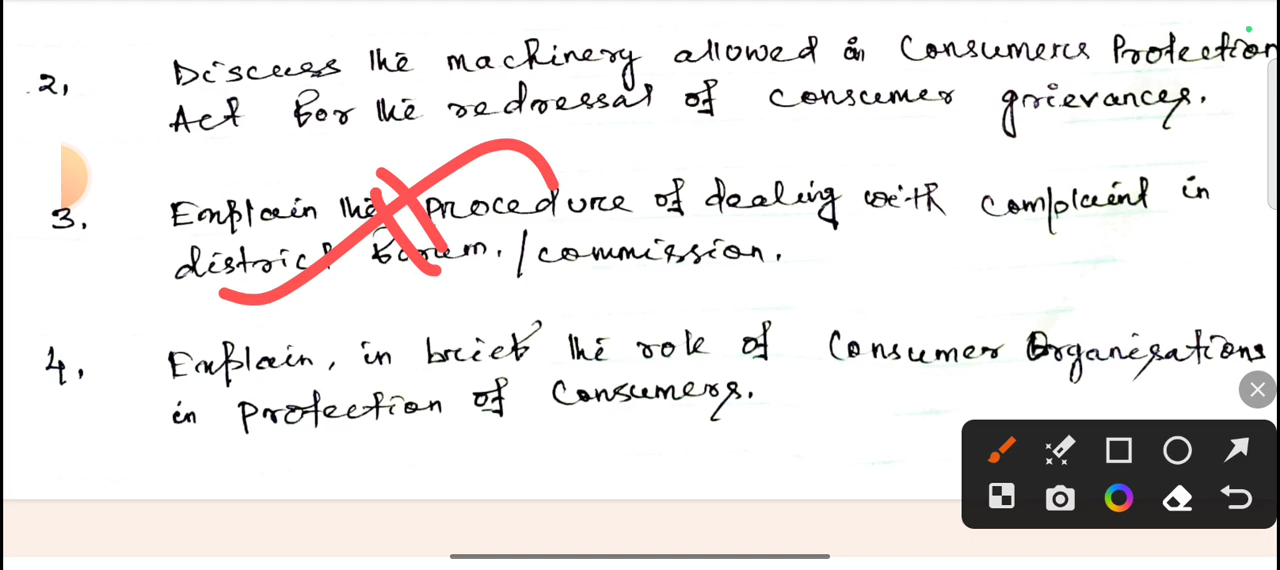 2, Discuss the machinery allowed in Consumers Protection
Act for the redressal of consumer grievances.
3. Explain the procedure of dealing with complaint in
district Forum. / commission.
4. Explain, in brief the role of Consumer Organisations
in protection of Consumers.